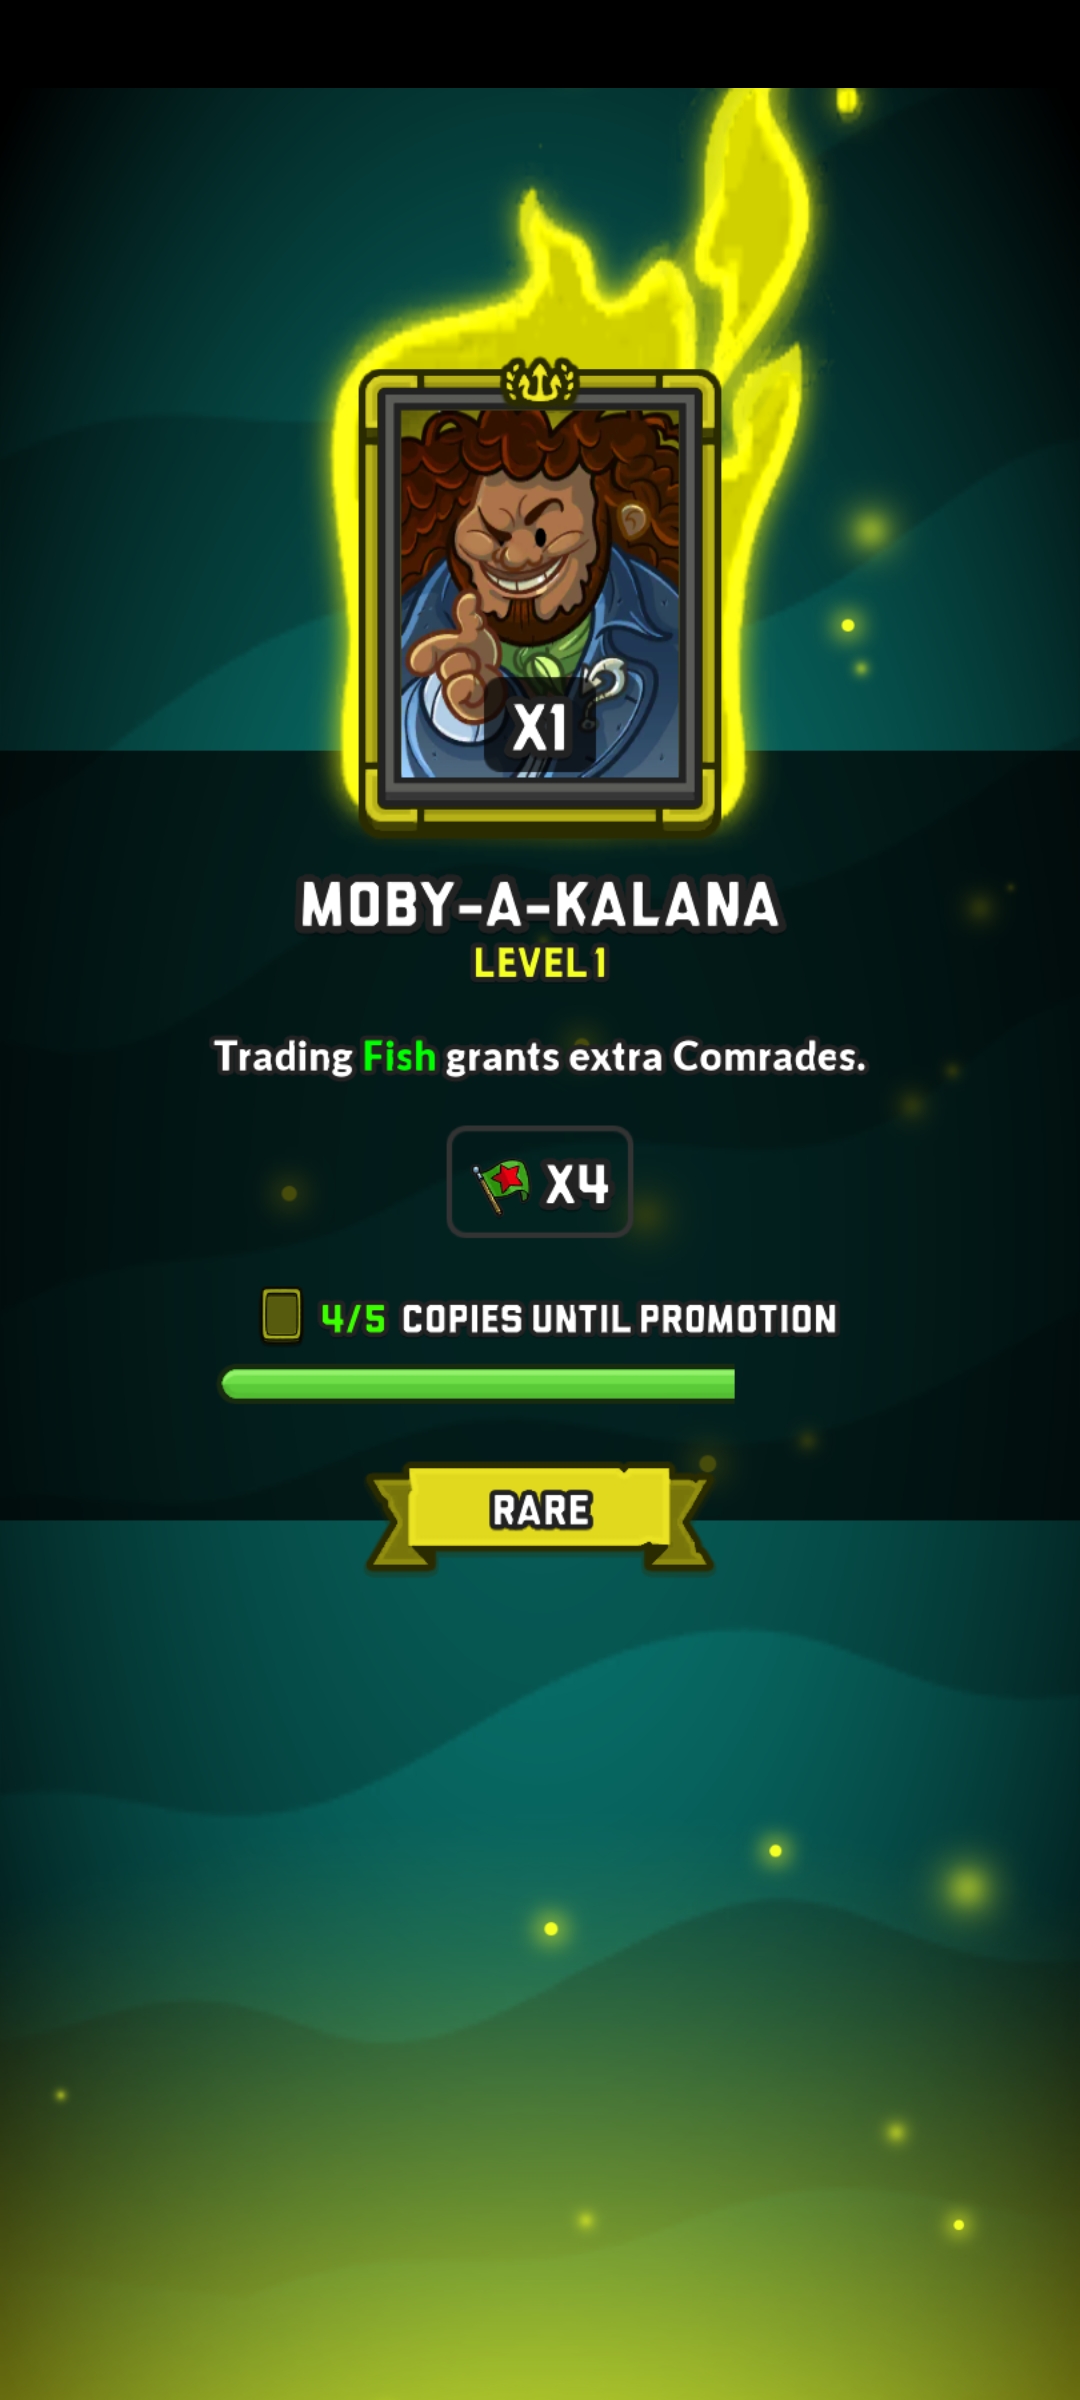 X1
MOBY-A-KALANA
LEVEL 1
Trading Fish grants extra Comrades.
X4
4/5 COPIES UNTIL PROMOTION
RARE